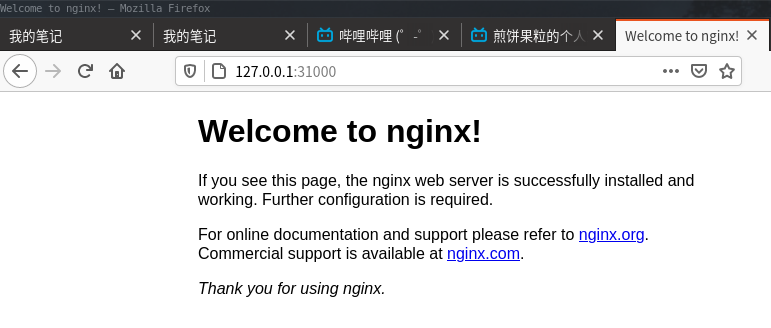 Welcome to nginx! — Mozilla Firefox
我的笔记
我的笔记
哔哩哔哩 (゜-゜
煎饼果粒的个人
Welcome to nginx!
127.0.0.1:31000
Welcome to nginx!
If you see this page, the nginx web server is successfully installed and
working. Further configuration is required.
For online documentation and support please refer to nginx.org.
Commercial support is available at nginx.com.
Thank you for using nginx.